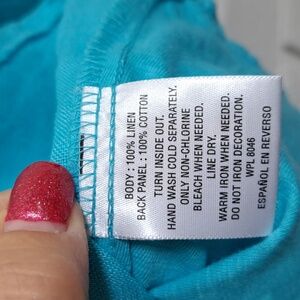 BODY : 100% LINEN
BACK PANEL : 100% COTTON
TURN INSIDE OUT.
HAND WASH COLD SEPARATELY.
ONLY NON-CHLORINE
BLEACH WHEN NEEDED.
LINE DRY.
WARM IRON WHEN NEEDED.
DO NOT IRON DECORATION.
WPL 8046
ESPAÑOL EN REVERSO